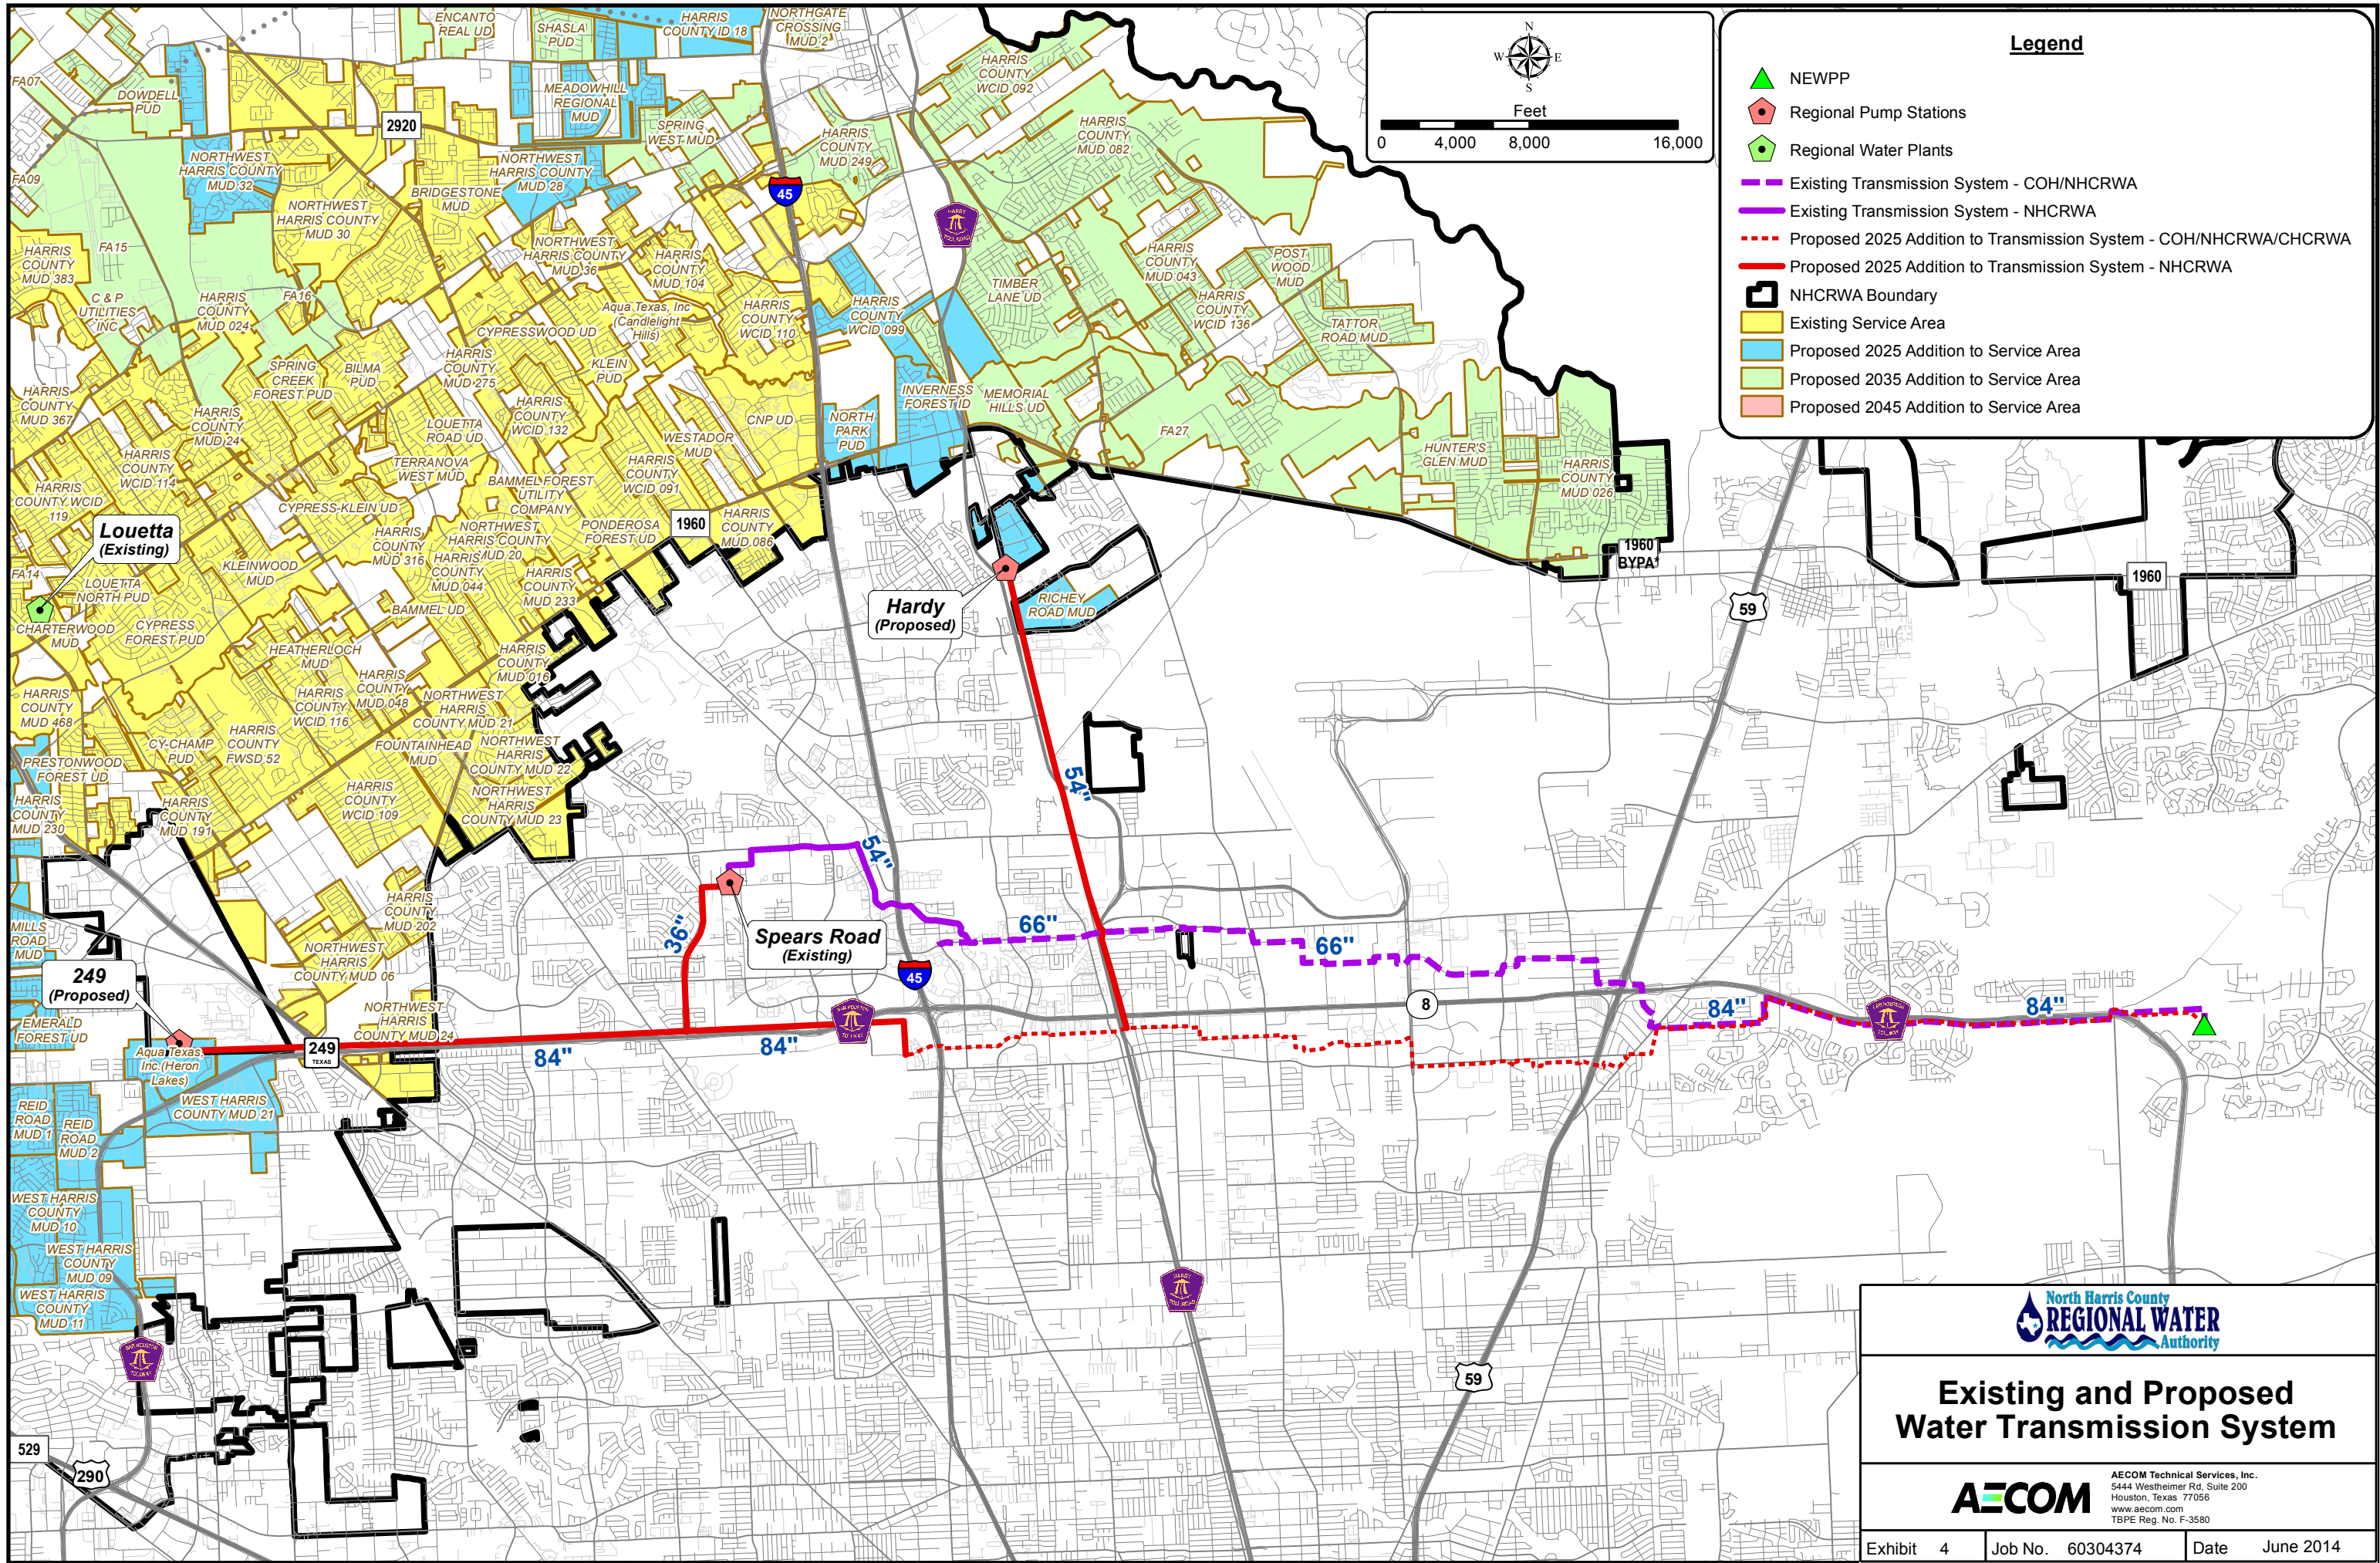 ENCANTO
REAL UD
SHASLA
PUD
HARRIS
COUNTY ID 18
NORTHGATE
CROSSING
MUD 2
FA07
DOWDELL
PUD
MEADOWHILL
REGIONAL
MUD
2920
SPRING
WEST MUD
HARRIS
COUNTY
MUD 249
HARRIS
COUNTY
WCID 092
HARRIS
COUNTY
MUD 082
FA09
NORTHWEST
HARRIS COUNTY
MUD 32
NORTHWEST
HARRIS COUNTY
MUD 28
BRIDGESTONE
MUD
NORTHWEST
HARRIS COUNTY
MUD 30
45
HARDY
TOLL ROAD
FA15
HARRIS
COUNTY
MUD 383
NORTHWEST
HARRIS COUNTY
MUD 36
HARRIS
COUNTY
MUD 104
HARRIS
COUNTY
MUD 043
POST
WOOD
MUD
C & P
UTILITIES
INC
HARRIS
COUNTY
MUD 024
FA16
Aqua Texas, Inc
(Candlelight
Hills)
HARRIS
COUNTY
WCID 110
HARRIS
COUNTY
WCID 099
TIMBER
LANE UD
HARRIS
COUNTY
WCID 136
TATTOR
ROAD MUD
CYPRESSWOOD UD
KLEIN
PUD
SPRING
CREEK
FOREST PUD
BILMA
PUD
HARRIS
COUNTY
MUD 275
HARRIS
COUNTY
MUD 367
HARRIS
COUNTY
MUD 24
LOUETTA
ROAD UD
HARRIS
COUNTY
WCID 132
CNP UD
NORTH
PARK
PUD
INVERNESS
FOREST ID
MEMORIAL
HILLS UD
FA27
HUNTER'S
GLEN MUD
HARRIS
COUNTY
MUD 026
WESTADOR
MUD
HARRIS
COUNTY
WCID 091
TERRANOVA
WEST MUD
HARRIS
COUNTY
WCID 114
HARRIS
COUNTY WCID
119
BAMMEL FOREST
UTILITY
COMPANY
CYPRESS-KLEIN UD
HARRIS
COUNTY
MUD 316
NORTHWEST
HARRIS COUNTY
MUD 20
PONDEROSA
FOREST UD
1960
HARRIS
COUNTY
MUD 086
Louetta
(Existing)
KLEINWOOD
MUD
HARRIS
COUNTY
MUD 044
HARRIS
COUNTY
MUD 233
FA14
LOUETTA
NORTH PUD
BAMMEL UD
CHARTERWOOD
MUD
CYPRESS
FOREST PUD
Hardy
(Proposed)
RICHEY
ROAD MUD
1960
BYPA*
59
1960
HEATHERLOCH
MUD
HARRIS
COUNTY
MUD 016
HARRIS
COUNTY
MUD 048
HARRIS
COUNTY
MUD 468
HARRIS
COUNTY
WCID 116
NORTHWEST
HARRIS
COUNTY MUD 21
CY-CHAMP
PUD
HARRIS
COUNTY
FWSD 52
FOUNTAINHEAD
MUD
NORTHWEST
HARRIS
COUNTY MUD 22
PRESTONWOOD
FOREST UD
HARRIS
COUNTY
MUD 230
HARRIS
COUNTY
MUD 191
HARRIS
COUNTY
WCID 109
NORTHWEST
HARRIS
COUNTY MUD 23
54"
54"
HARRIS
COUNTY
MUD 202
36"
Spears Road
(Existing)
66"
66"
MILLS
ROAD
MUD
NORTHWEST
HARRIS
COUNTY MUD 06
249
(Proposed)
45
8
84"
84"
EMERALD
FOREST UD
NORTHWEST
HARRIS
COUNTY MUD 24
Aqua Texas,
Inc.(Heron
Lakes)
249
TEXAS
84"
84"
SAM HOUSTON
TOLLWAY
SAM HOUSTON
TOLLWAY
REID
ROAD
MUD 1
REID
ROAD
MUD 2
WEST HARRIS
COUNTY MUD 21
WEST HARRIS
COUNTY
MUD 10
WEST HARRIS
COUNTY
MUD 09
WEST HARRIS
COUNTY
MUD 11
SAM HOUSTON
TOLLWAY
HARDY
TOLL ROAD
59
529
290
N
W E
S
Feet
0 4,000 8,000 16,000
Legend
NEWPP
Regional Pump Stations
Regional Water Plants
Existing Transmission System - COH/NHCRWA
Existing Transmission System - NHCRWA
Proposed 2025 Addition to Transmission System - COH/NHCRWA/CHCRWA
Proposed 2025 Addition to Transmission System - NHCRWA
NHCRWA Boundary
Existing Service Area
Proposed 2025 Addition to Service Area
Proposed 2035 Addition to Service Area
Proposed 2045 Addition to Service Area
North Harris County
REGIONAL WATER
Authority
Existing and Proposed
Water Transmission System
AECOM
AECOM Technical Services, Inc.
5444 Westheimer Rd, Suite 200
Houston, Texas 77056
www.aecom.com
TBPE Reg. No. F-3580
Exhibit 4
Job No. 60304374
Date June 2014